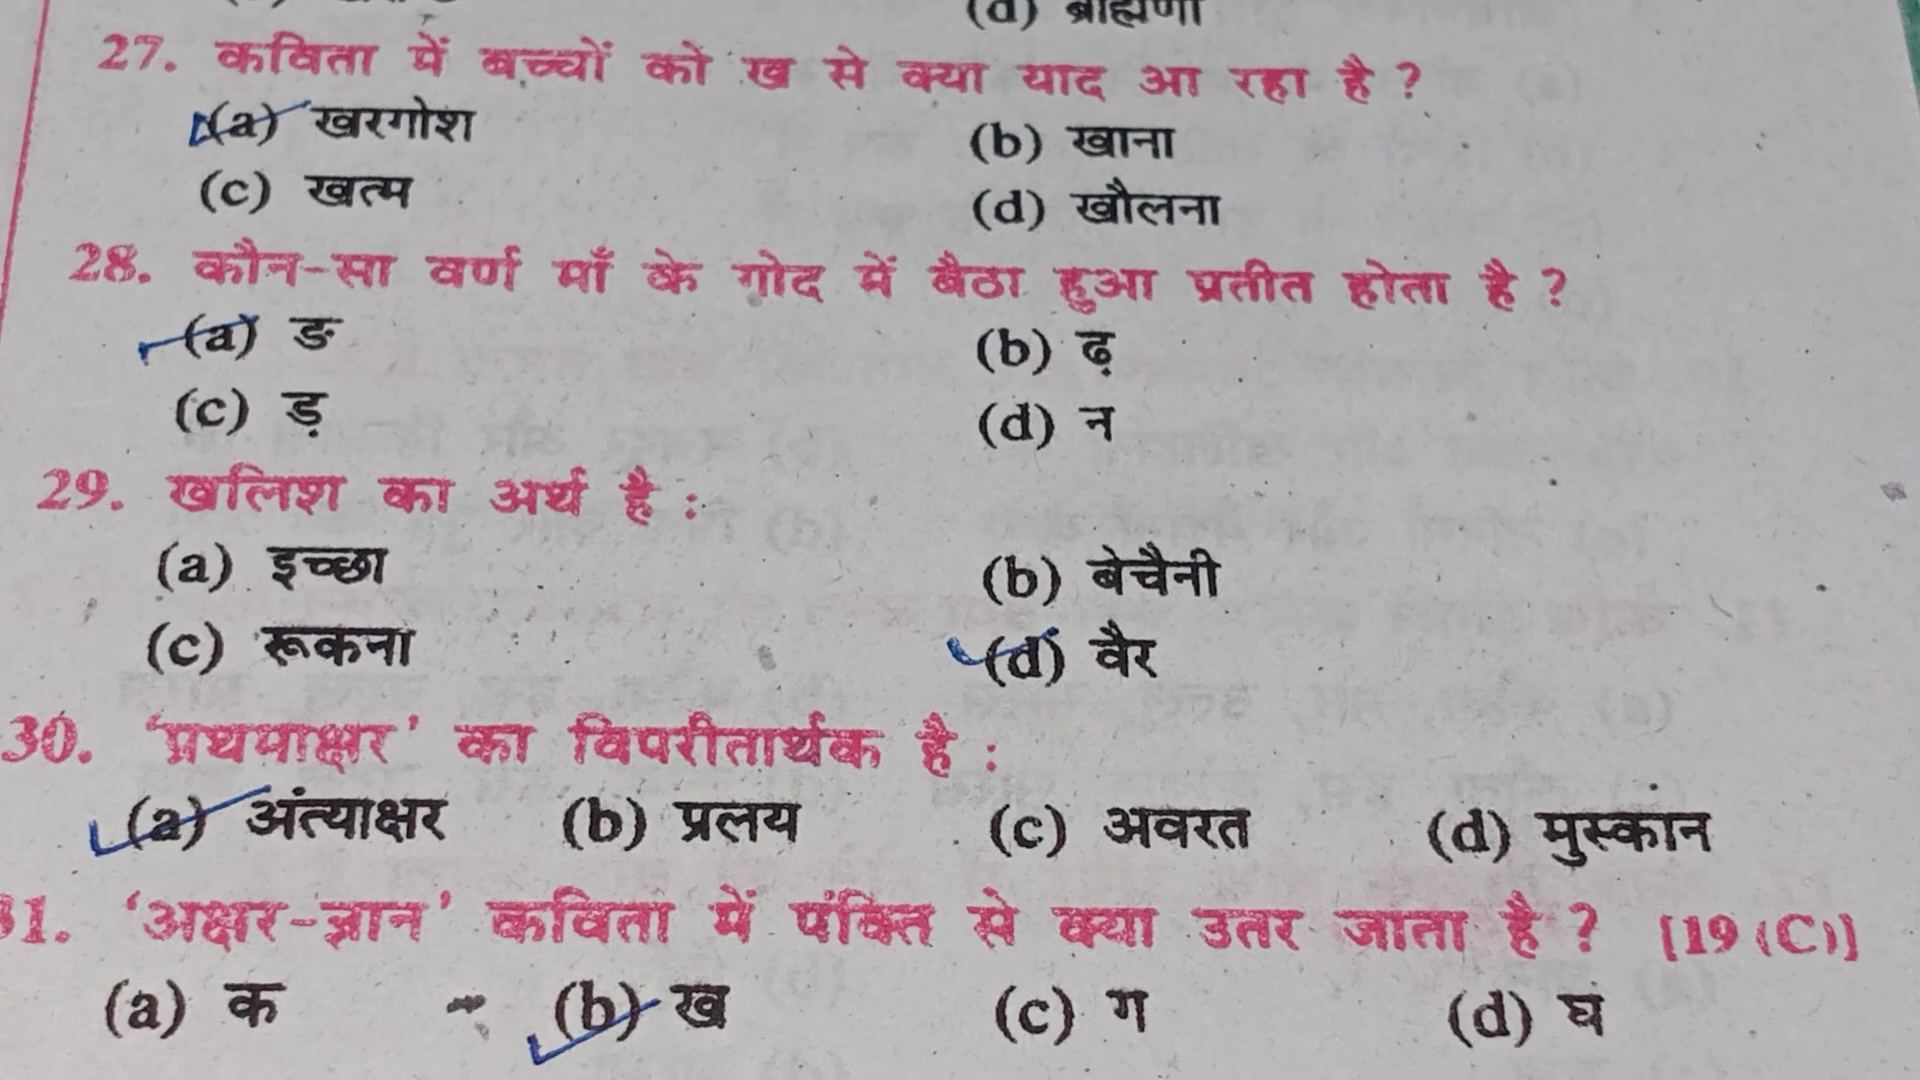 (d) ब्राह्मणी
27. कविता में बच्चों को ख से क्या याद आ रहा है ?
(a) खरगोश (b) खाना
(c) खत्म (d) खौलना
28. कौन-सा वर्ण माँ के गोद में बैठा हुआ प्रतीत होता है ?
(a) ङ (b) ढ़
(c) ड़ (d) न
29. खलिश का अर्थ है :
(a) इच्छा (b) बेचैनी
(c) रूकना (d) वैर
30. 'प्रथमाक्षर' का विपरीतार्थक है :
(a) अंत्याक्षर (b) प्रलय (c) अवरत (d) मुस्कान
31. 'अक्षर-ज्ञान' कविता में पंक्ति से क्या उतर जाता है ? [19 (C)]
(a) क (b) ख (c) ग (d) घ